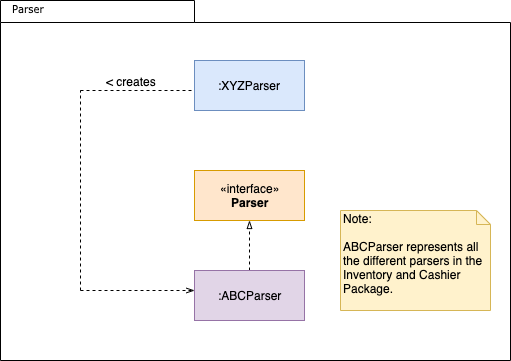 Parser
< creates
:XYZParser
«interface»
Parser
:ABCParser
Note:
ABCParser represents all
the different parsers in the
Inventory and Cashier
Package.